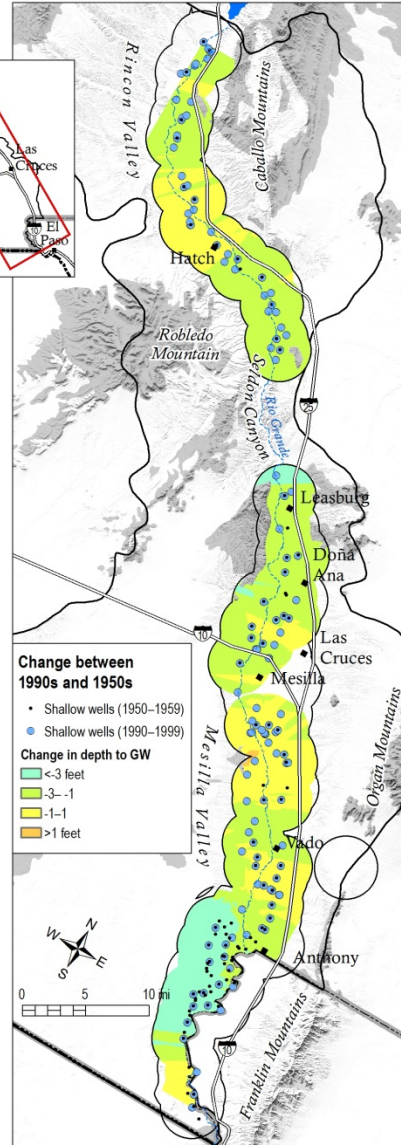 Las
Cruces
10
El
Paso
Rincon Valley
Caballo Mountains
Hatch
Robledo
Mountain
Seldon Canyon
Rio Grande
25
Leasburg
Doña
Ana
10
Las
Cruces
Mesilla
Organ Mountains
Mesilla Valley
Change between
1990s and 1950s
Shallow wells (1950–1959)
Shallow wells (1990–1999)
Change in depth to GW
<-3 feet
-3– -1
-1–1
>1 feet
Vado
N
W
E
S
Anthony
0 5 10 mi
10
Franklin Mountains